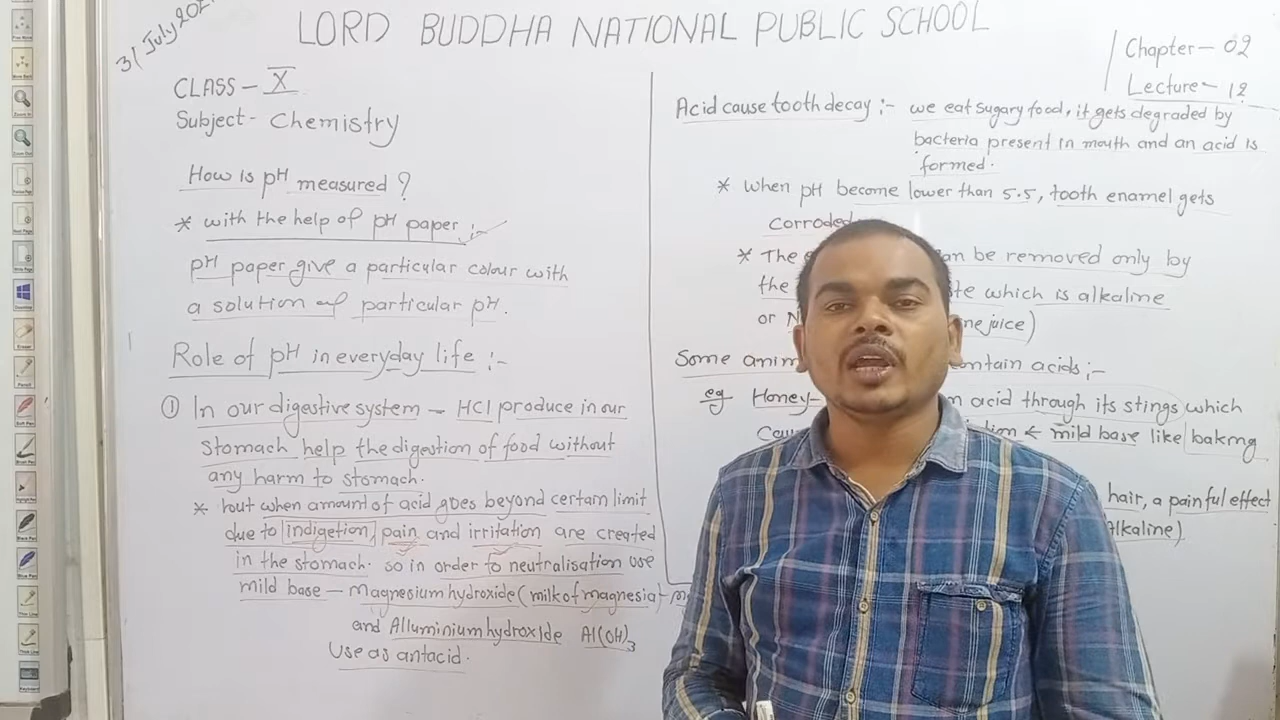 31 July 202
LORD BUDDHA NATIONAL PUBLIC SCHOOL
Chapter - 02
Lecture - 12
CLASS - X
Subject - Chemistry
How is pH measured ?
* with the help of pH paper :-
pH paper give a particular colour with
a solution of particular pH.
Role of pH in everyday life :-
① In our digestive system - HCl produce in our
stomach help the digestion of food without
any harm to stomach.
* but when amount of acid goes beyond certain limit
due to indigetion, pain and irritation are created
in the stomach. so in order to neutralisation use
mild base - magnesium hydroxide (milk of magnesia) -
and Alluminium hydroxide Al(OH)3
use as antacid.
Acid cause tooth decay :- we eat sugary food, it gets degraded by
bacteria present in mouth and an acid is
formed.
* when pH become lower than 5.5, tooth enamel gets
corroded
* The an be removed only by
the which is alkaline
or juice)
Some contain acids :-
eg Honey- acid through its stings which
mild base like baking
hair, a painful effect
Alkaline)